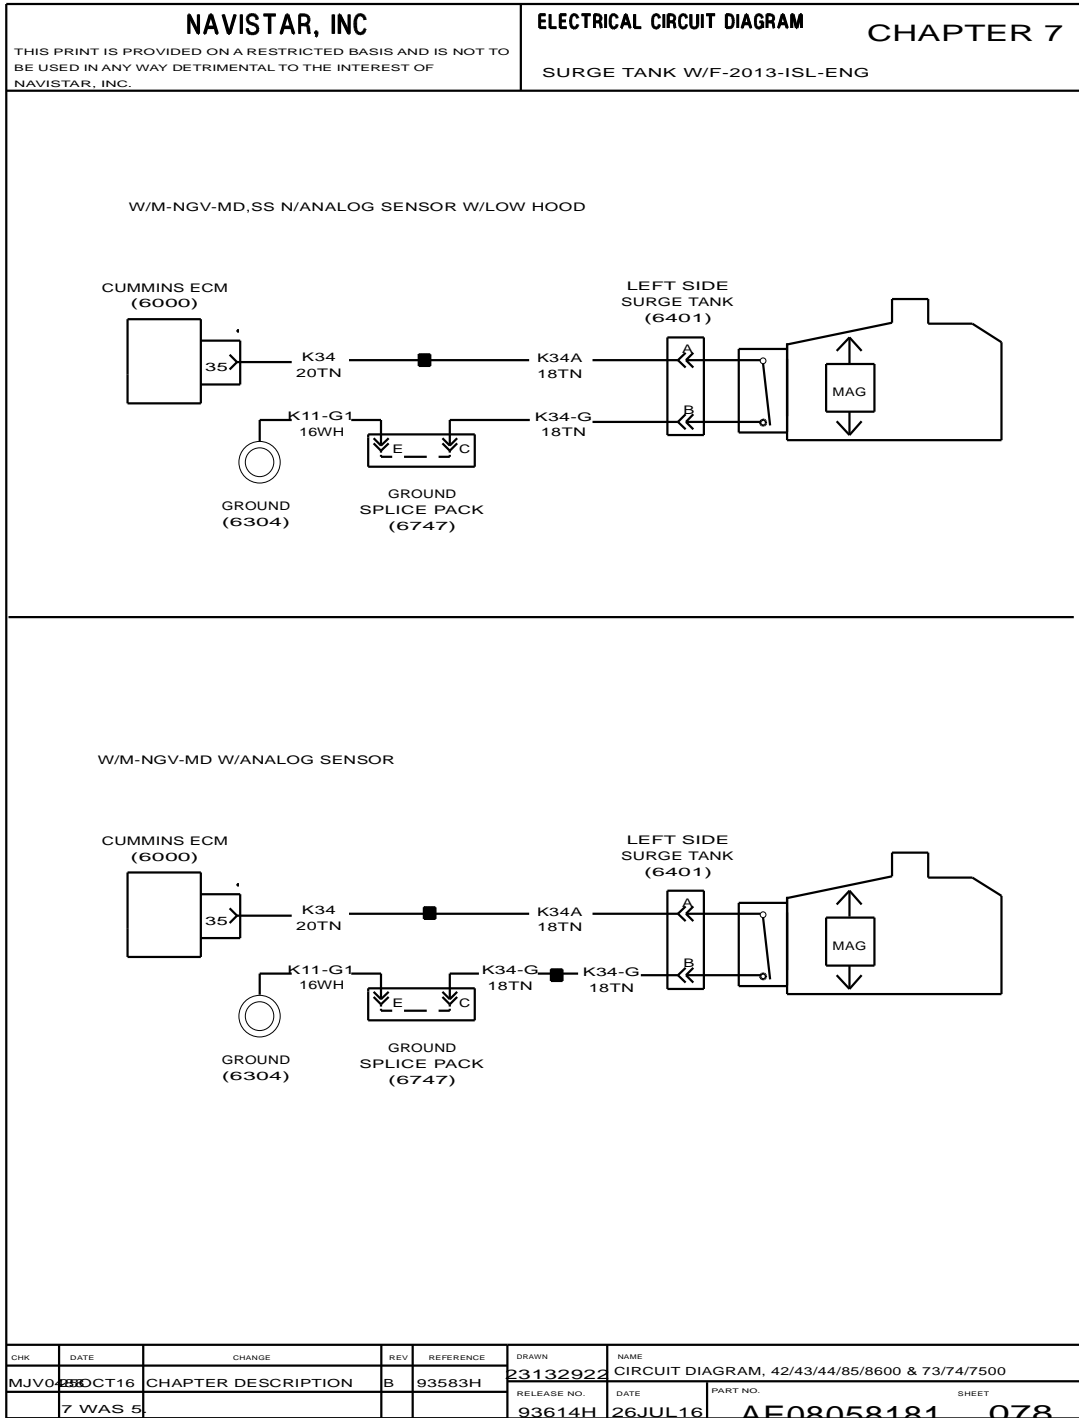 NAVISTAR, INC
THIS PRINT IS PROVIDED ON A RESTRICTED BASIS AND IS NOT TO
BE USED IN ANY WAY DETRIMENTAL TO THE INTEREST OF
NAVISTAR, INC.
ELECTRICAL CIRCUIT DIAGRAM
CHAPTER 7
SURGE TANK W/F-2013-ISL-ENG
W/M-NGV-MD,SS N/ANALOG SENSOR W/LOW HOOD
CUMMINS ECM
(6000)
35
K34
20TN
K34A
18TN
LEFT SIDE
SURGE TANK
(6401)
A
B
MAG
K11-G1
16WH
E
C
K34-G
18TN
GROUND
(6304)
GROUND
SPLICE PACK
(6747)
W/M-NGV-MD W/ANALOG SENSOR
CUMMINS ECM
(6000)
35
K34
20TN
K34A
18TN
LEFT SIDE
SURGE TANK
(6401)
A
B
MAG
K11-G1
16WH
E
C
K34-G
18TN
K34-G
18TN
GROUND
(6304)
GROUND
SPLICE PACK
(6747)
CHK DATE CHANGE REV REFERENCE
OCT16 CHAPTER DESCRIPTION B 93583H
7 WAS 5.
DRAWN
23132922
NAME
CIRCUIT DIAGRAM, 42/43/44/85/8600 & 73/74/7500
RELEASE NO.
93614H
DATE
26JUL16
PART NO.
AE08058181
SHEET
078